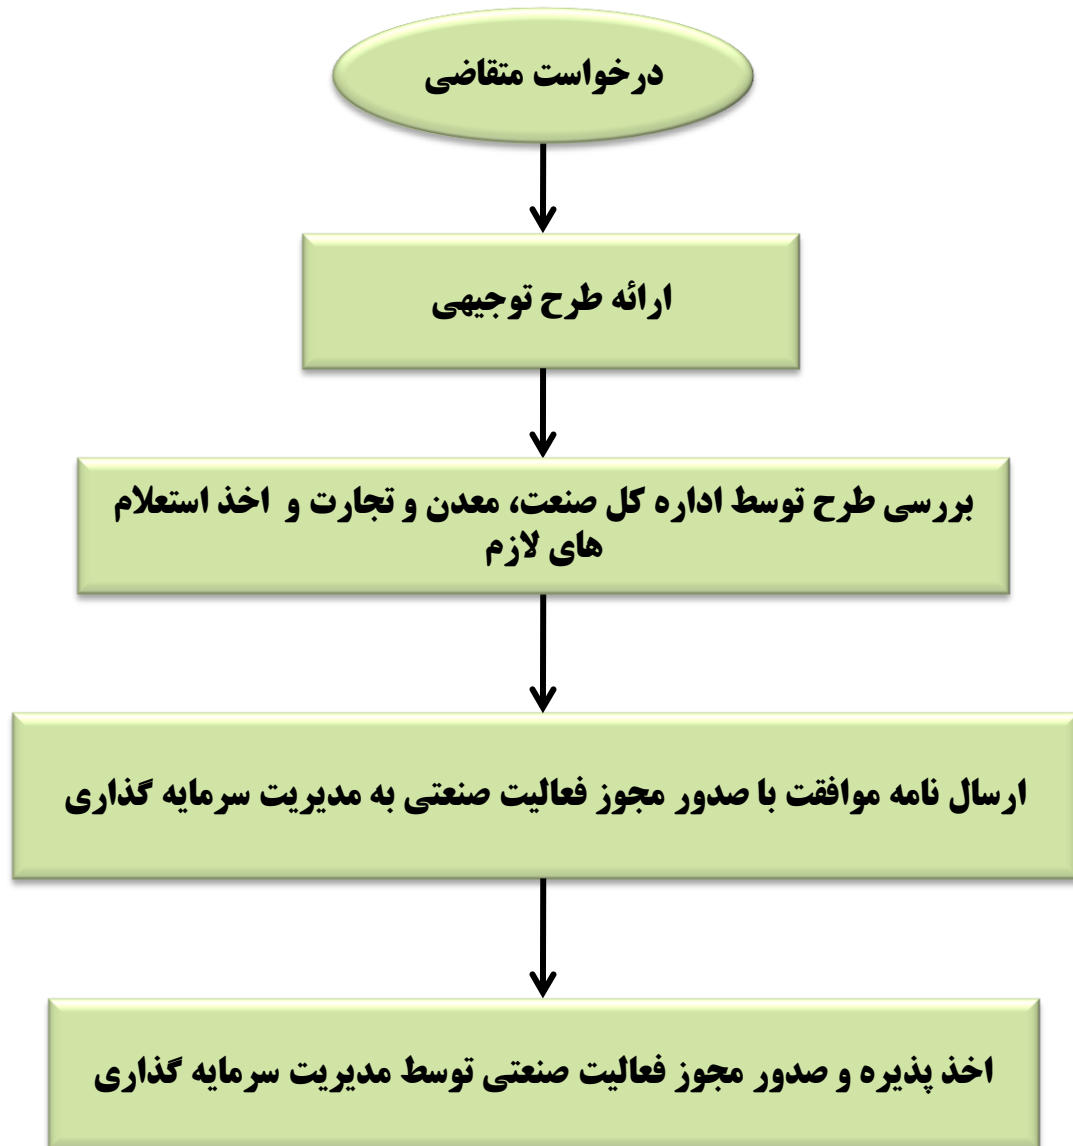 درخواست متقاضی
ارائه طرح توجیهی
بررسی طرح توسط اداره کل صنعت، معدن و تجارت و اخذ استعلام
های لازم
ارسال نامه موافقت با صدور مجوز فعالیت صنعتی به مدیریت سرمایه گذاری
اخذ پذیره و صدور مجوز فعالیت صنعتی توسط مدیریت سرمایه گذاری